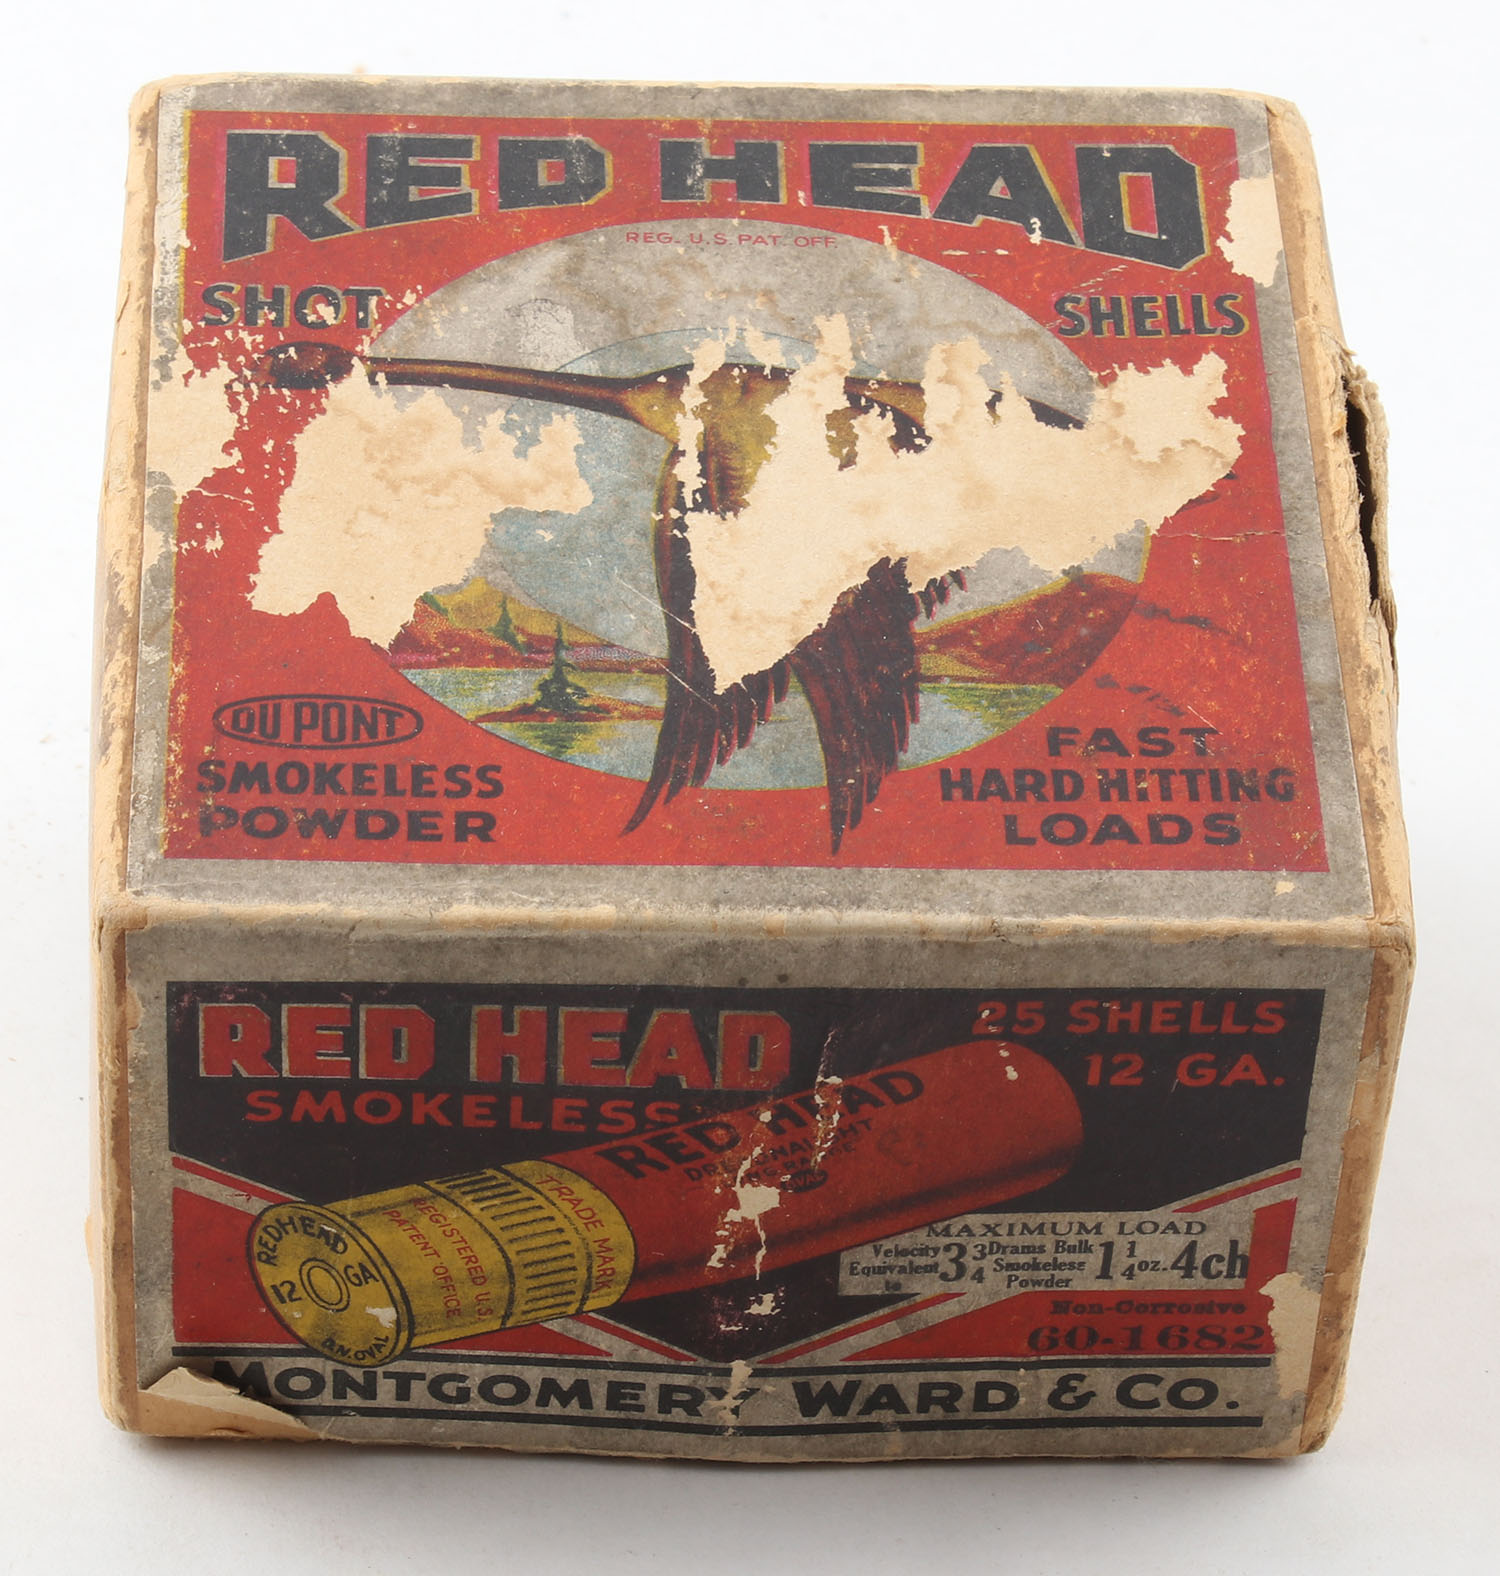 RED HEAD
REG. U.S. PAT. OFF.
SHOT SHELLS
DU PONT
SMOKELESS
POWDER
FAST
HARD HITTING
LOADS
RED HEAD
SMOKELESS
25 SHELLS
12 GA.
RED HEAD
TRADE MARK
REGISTERED U.S.
PATENT OFFICE
REDHEAD
12 GA
D.N.OVAL
MAXIMUM LOAD
Velocity Equivalent to 3 3/4 Drams Bulk Smokeless Powder 1 1/4 oz. 4ch
Non-Corrosive
60-1682
MONTGOMERY WARD & CO.